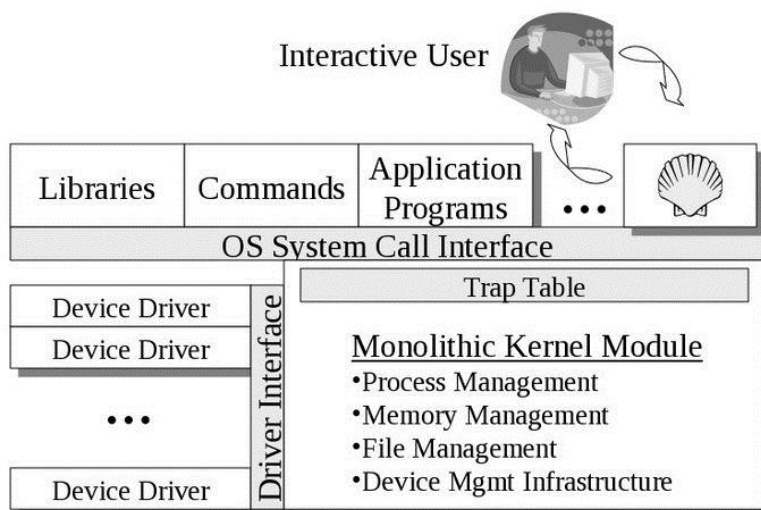 Interactive User
Libraries
Commands
Application
Programs
...
OS System Call Interface
Trap Table
Device Driver
Device Driver
...
Device Driver
Driver Interface
Monolithic Kernel Module
•Process Management
•Memory Management
•File Management
•Device Mgmt Infrastructure